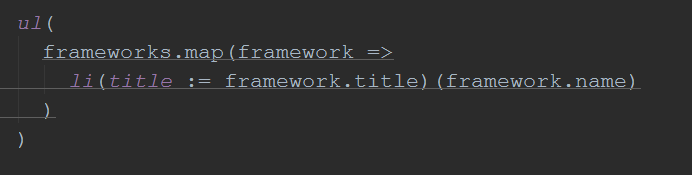 ul(
  frameworks.map(framework =>
    li(title := framework.title)(framework.name)
  )
)